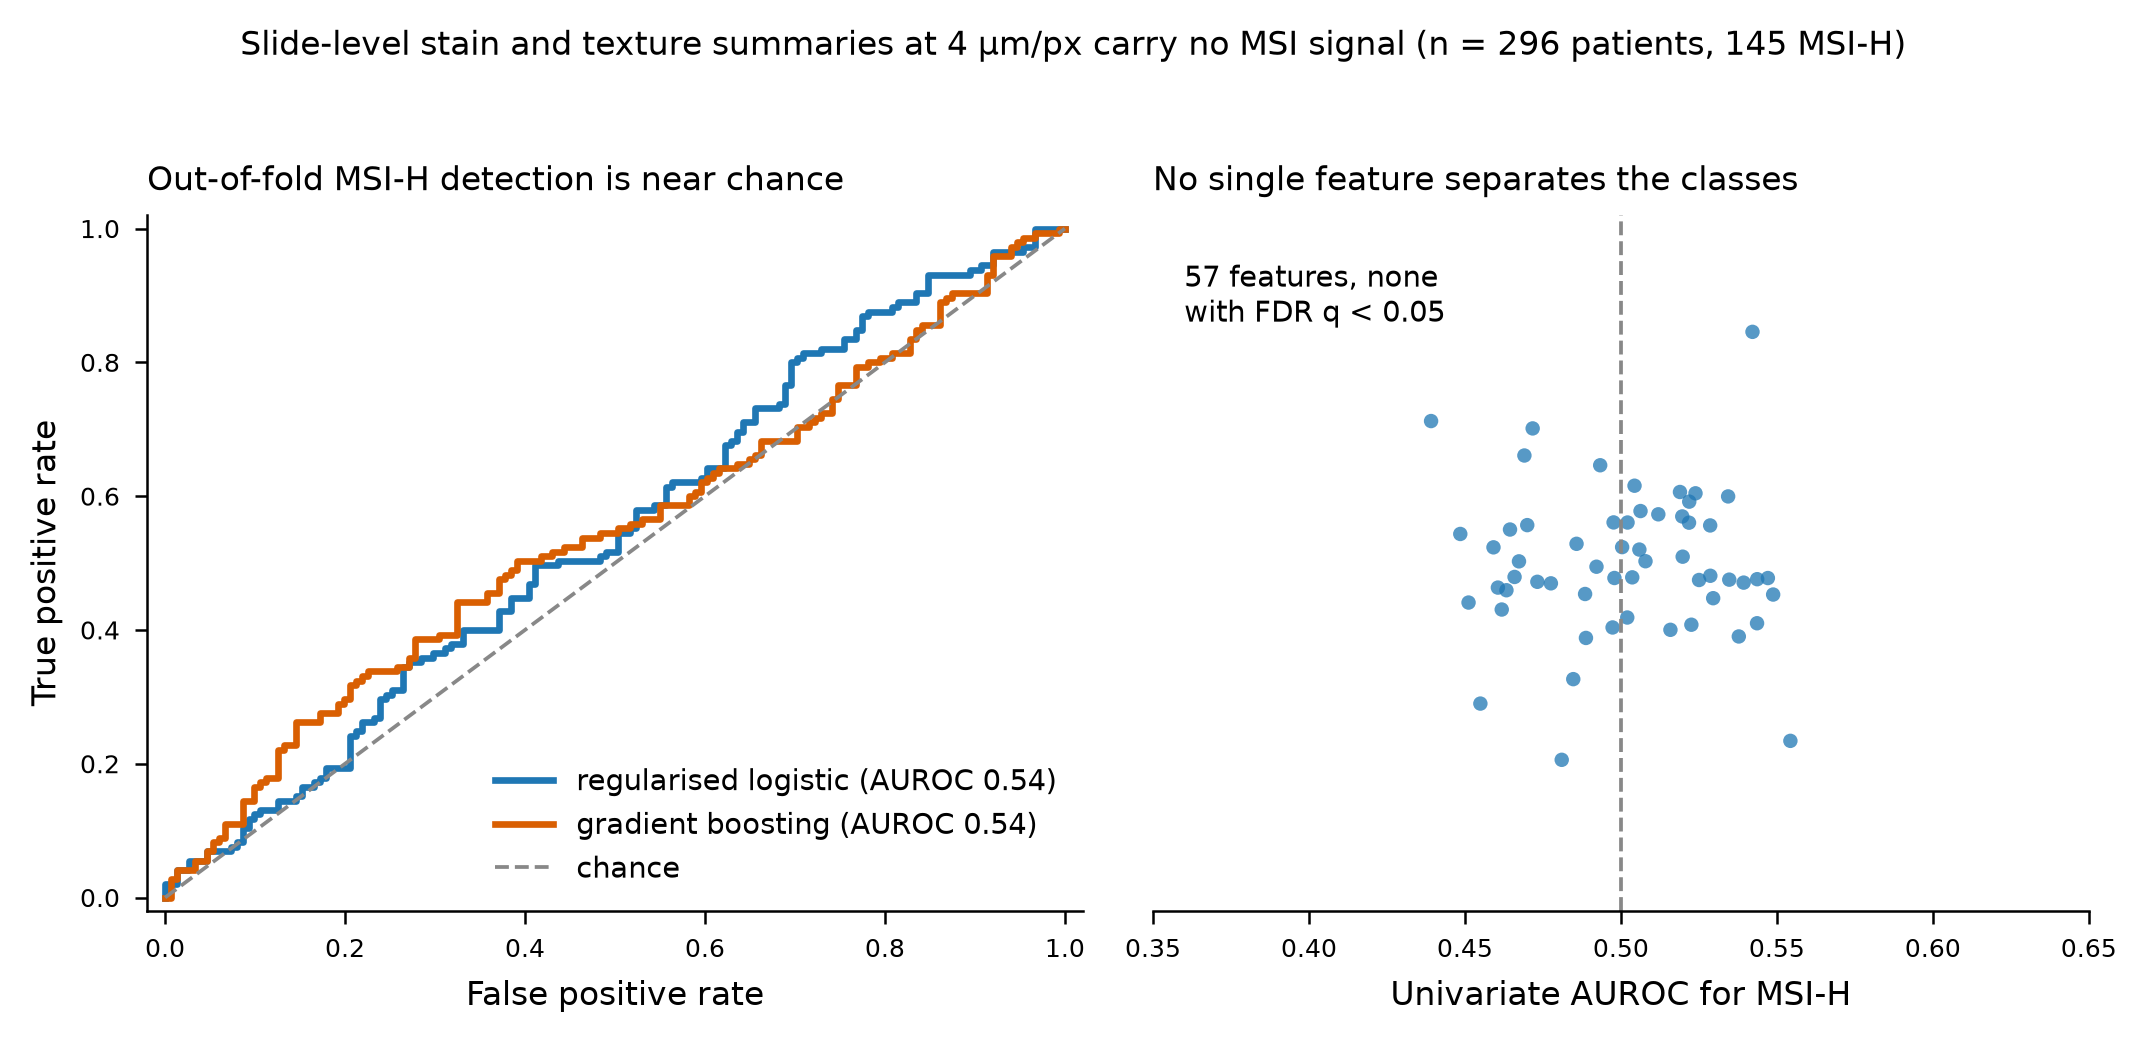 Slide-level stain and texture summaries at 4 µm/px carry no MSI signal (n = 296 patients, 145 MSI-H)
Out-of-fold MSI-H detection is near chance
1.0
0.8
0.6
0.4
0.2
0.0
True positive rate
regularised logistic (AUROC 0.54)
gradient boosting (AUROC 0.54)
chance
0.0 0.2 0.4 0.6 0.8 1.0
False positive rate
No single feature separates the classes
57 features, none
with FDR q < 0.05
0.35 0.40 0.45 0.50 0.55 0.60 0.65
Univariate AUROC for MSI-H